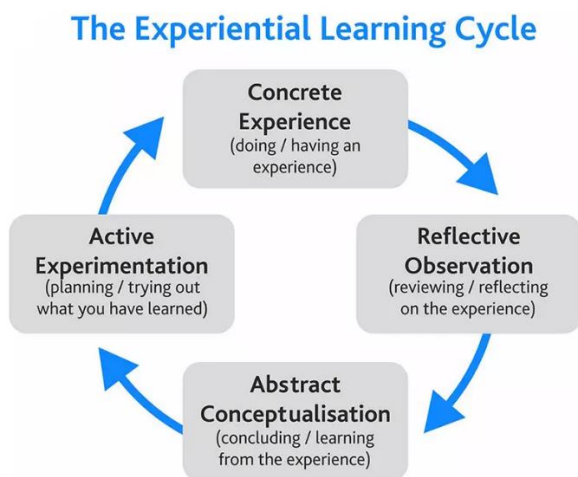 The Experiential Learning Cycle
Concrete
Experience
(doing / having an
experience)
Reflective
Observation
(reviewing / reflecting
on the experience)
Abstract
Conceptualisation
(concluding / learning
from the experience)
Active
Experimentation
(planning / trying out
what you have learned)